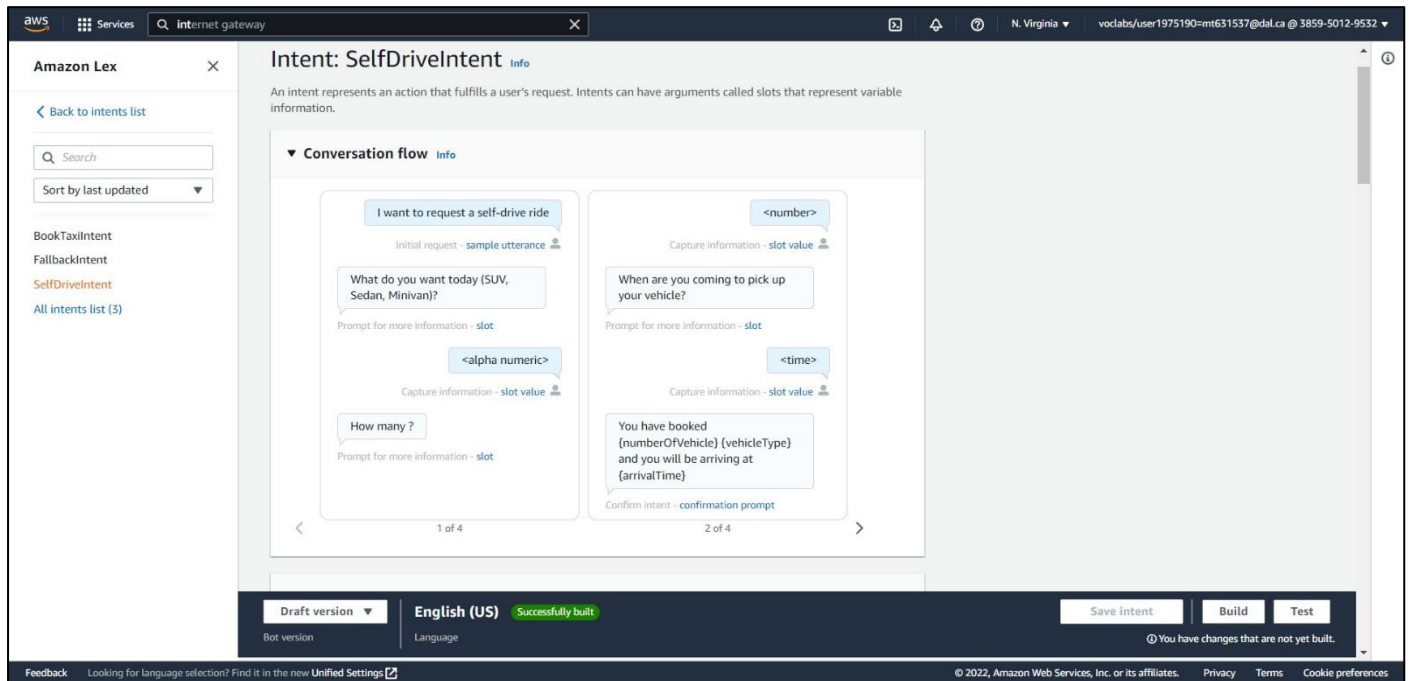 aws
Services
internet gateway
N. Virginia
voclabs/user1975190=mt631537@dal.ca @ 3859-5012-9532
Amazon Lex
Back to intents list
Search
Sort by last updated
BookTaxiIntent
FallbackIntent
SelfDriveIntent
All intents list (3)
Intent: SelfDriveIntent Info
An intent represents an action that fulfills a user's request. Intents can have arguments called slots that represent variable
information.
Conversation flow Info
I want to request a self-drive ride
Initial request - sample utterance
What do you want today (SUV,
Sedan, Minivan)?
Prompt for more information - slot
<alpha numeric>
Capture information - slot value
How many ?
Prompt for more information - slot
1 of 4
<number>
Capture information - slot value
When are you coming to pick up
your vehicle?
Prompt for more information - slot
<time>
Capture information - slot value
You have booked
{numberOfVehicle} {vehicleType}
and you will be arriving at
{arrivalTime}
Confirm intent - confirmation prompt
2 of 4
Draft version
Bot version
English (US) Successfully built
Language
Save intent
Build
Test
You have changes that are not yet built.
Feedback
Looking for language selection? Find it in the new Unified Settings
© 2022, Amazon Web Services, Inc. or its affiliates.
Privacy
Terms
Cookie preferences